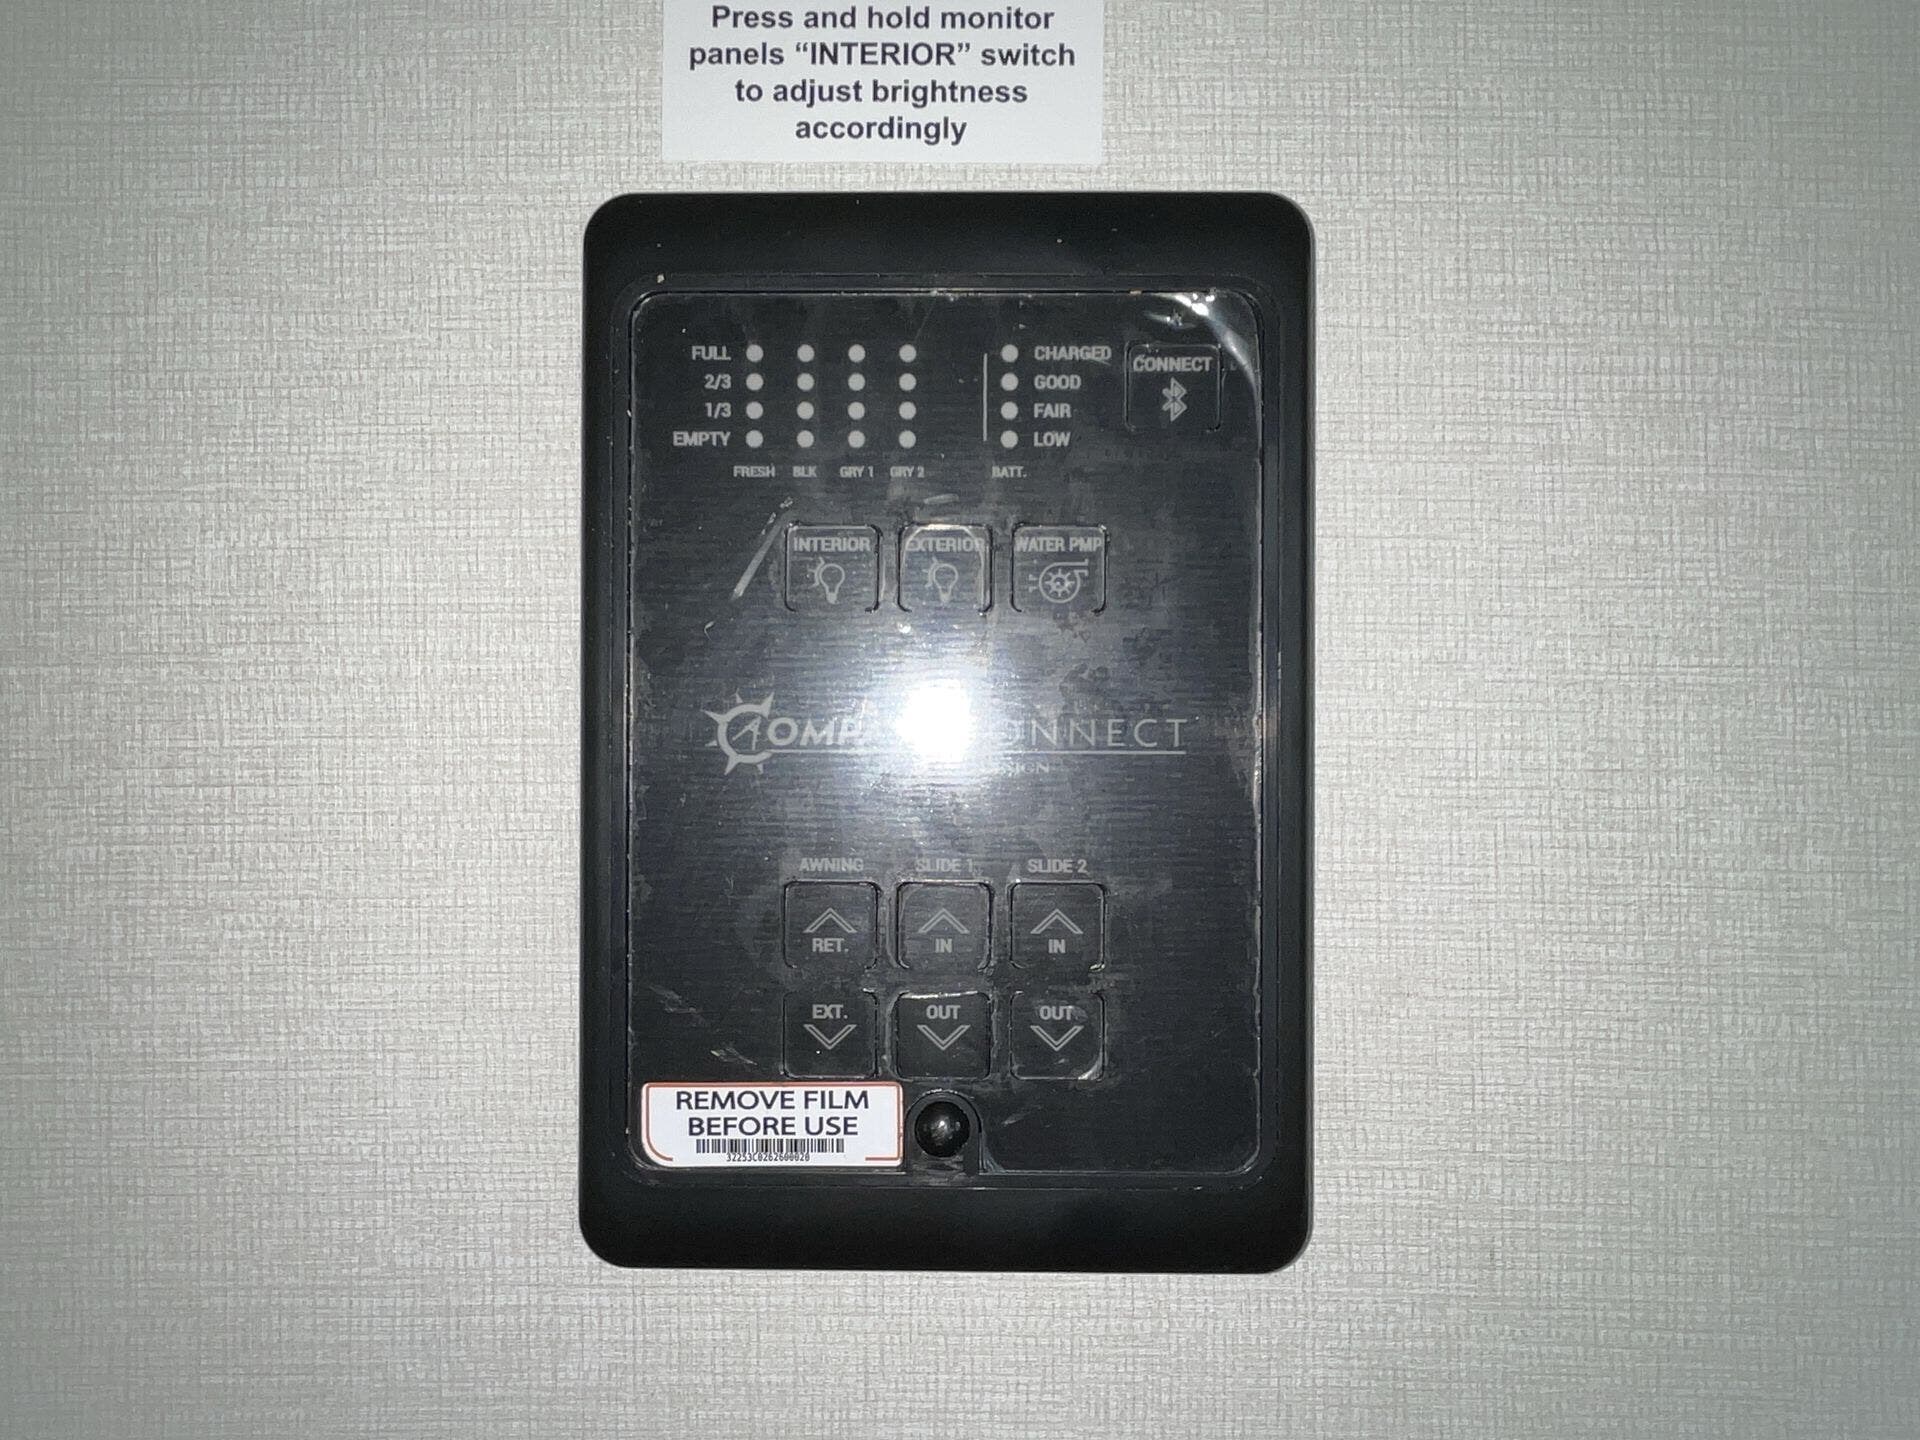 Press and hold monitor
panels “INTERIOR” switch
to adjust brightness
accordingly
FULL
2/3
1/3
EMPTY
FRESH BLK GRY 1 GRY 2
CHARGED
GOOD
FAIR
LOW
BATT.
CONNECT
INTERIOR EXTERIOR WATER PMP
CONNECT
AWNING SLIDE 1 SLIDE 2
RET. IN IN
EXT. OUT OUT
REMOVE FILM
BEFORE USE
32253C0262600020